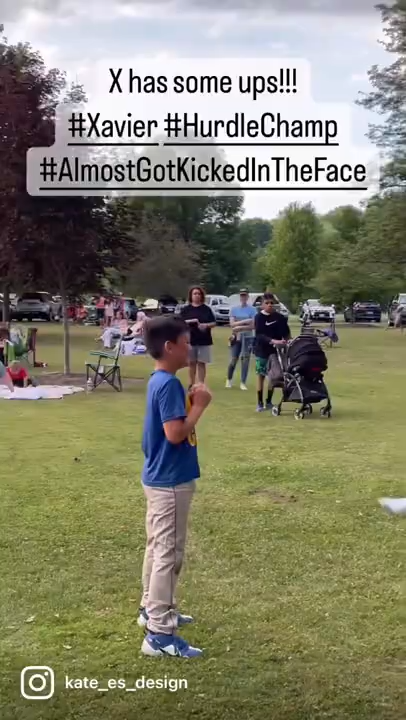 X has some ups!!!
#Xavier #HurdleChamp
#AlmostGotKickedInTheFace
kate_es_design